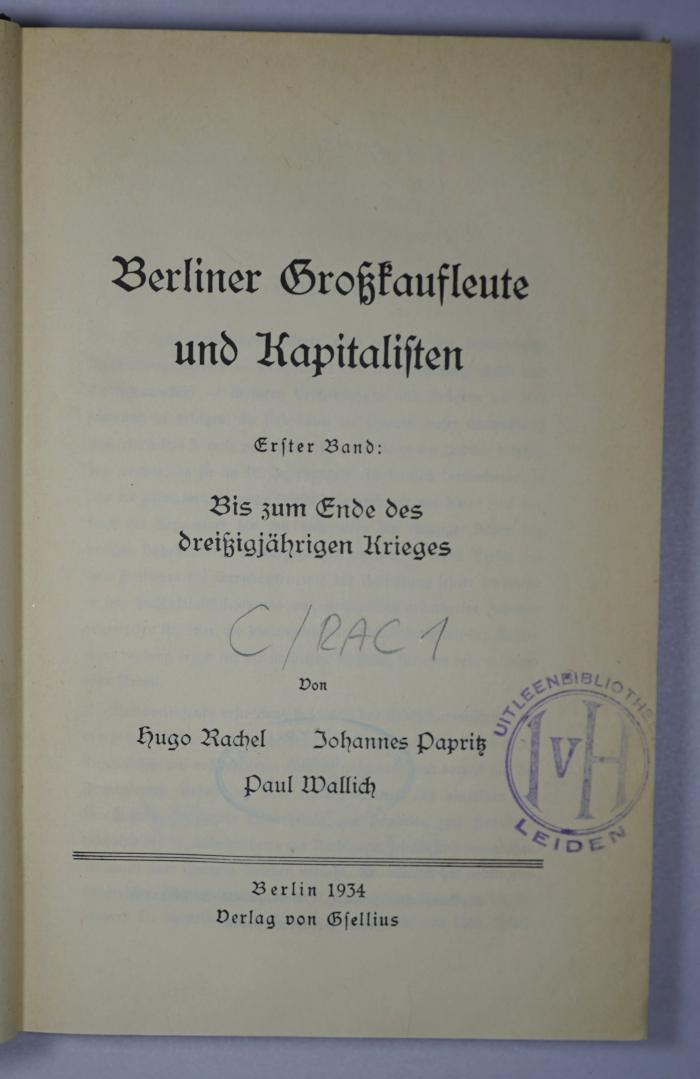 Berliner Großkaufleute
und Kapitalisten
Erster Band:
Bis zum Ende des
dreißigjährigen Krieges
C/RAC 1
Von
Hugo Rachel Johannes Papritz
Paul Wallich
UITLEENBIBLIOTHEEK
IvH
LEIDEN
Berlin 1934
Verlag von Gsellius